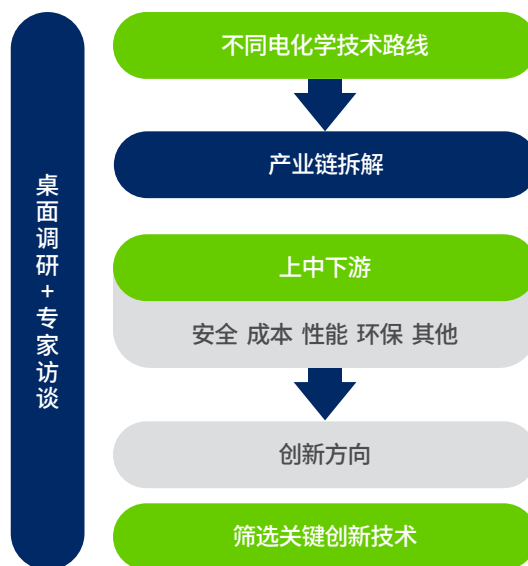 桌面调研+专家访谈
不同电化学技术路线
产业链拆解
上中下游
安全 成本 性能 环保 其他
创新方向
筛选关键创新技术